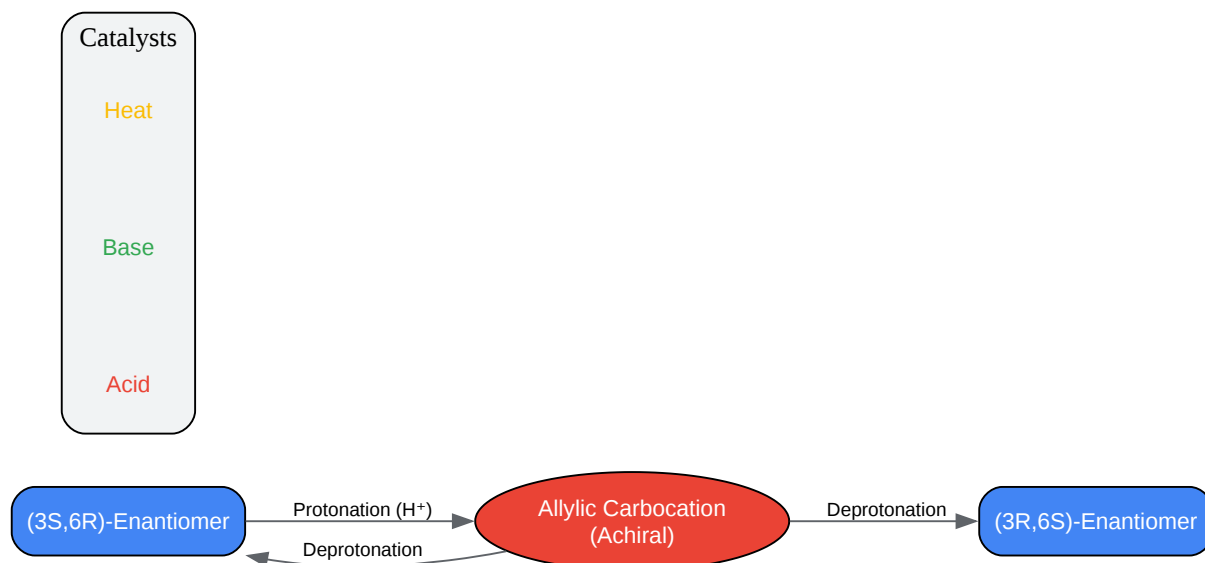 Catalysts
Heat
Base
Acid
(3S,6R)-Enantiomer
Protonation (H⁺)
Deprotonation
Allylic Carbocation
(Achiral)
Deprotonation
(3R,6S)-Enantiomer